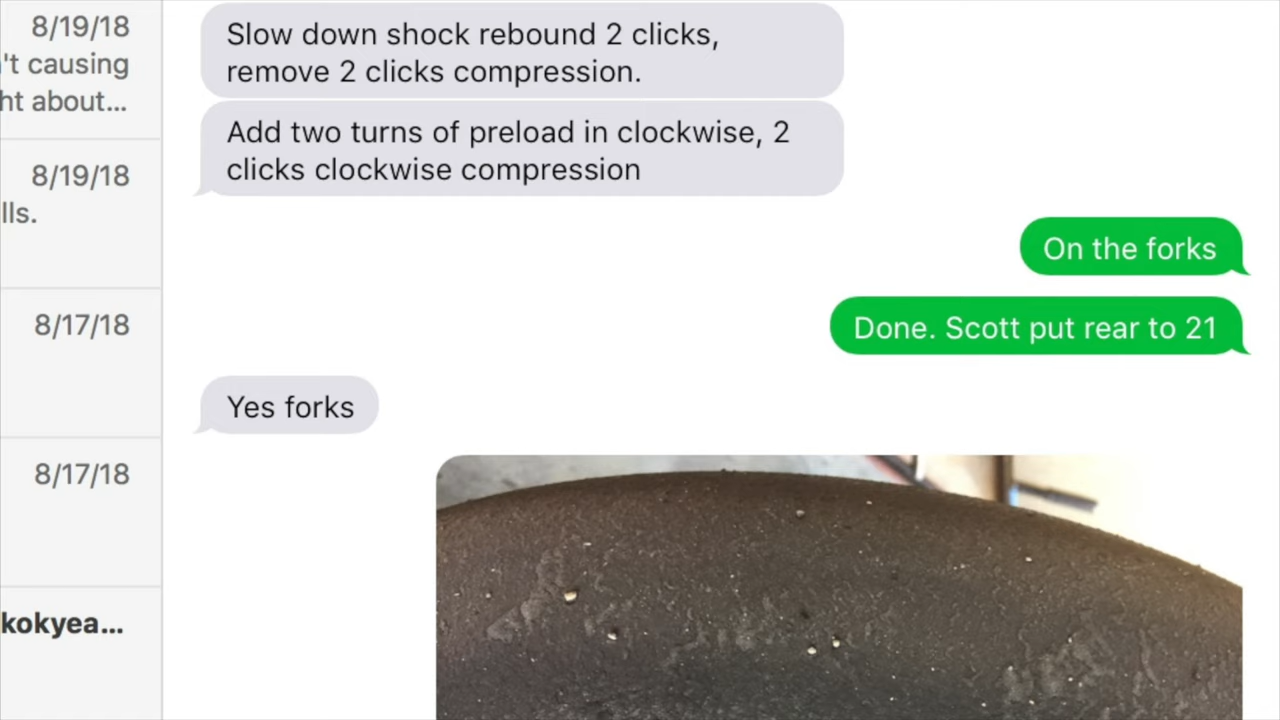 8/19/18
't causing
ht about...
8/19/18
lls.
8/17/18
8/17/18
kokyea...
Slow down shock rebound 2 clicks,
remove 2 clicks compression.
Add two turns of preload in clockwise, 2
clicks clockwise compression
On the forks
Done. Scott put rear to 21
Yes forks